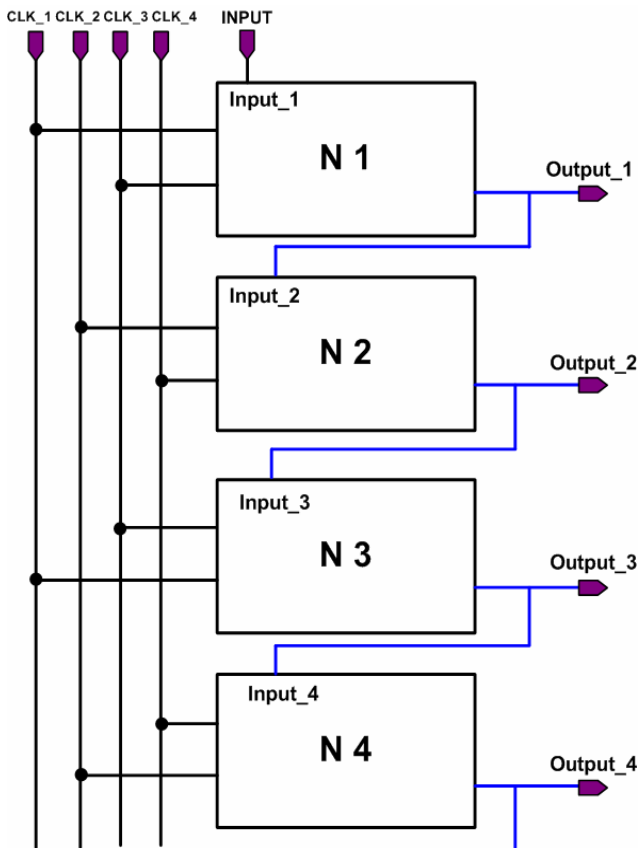 CLK_1 CLK_2 CLK_3 CLK_4 INPUT
Input_1
N 1
Output_1
Input_2
N 2
Output_2
Input_3
N 3
Output_3
Input_4
N 4
Output_4